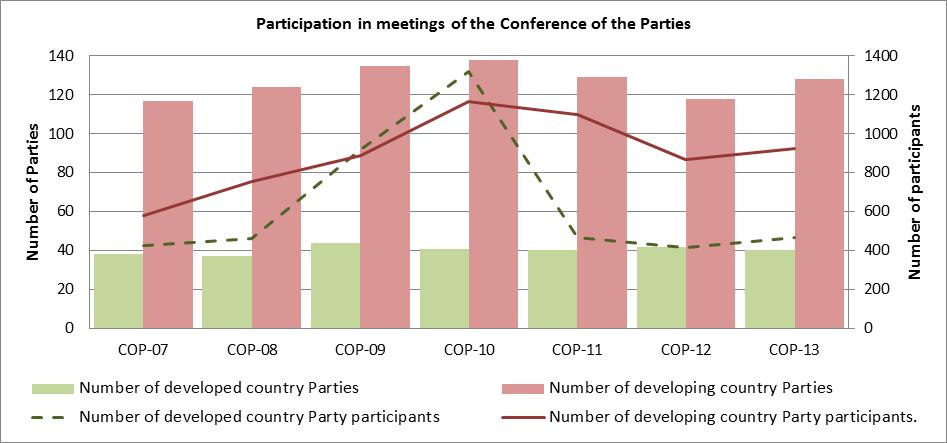 Participation in meetings of the Conference of the Parties
Number of Parties
140
120
100
80
60
40
20
0
1400
1200
1000
800
600
400
200
0
Number of participants
COP-07 COP-08 COP-09 COP-10 COP-11 COP-12 COP-13
Number of developed country Parties Number of developing country Parties
Number of developed country Party participants Number of developing country Party participants.